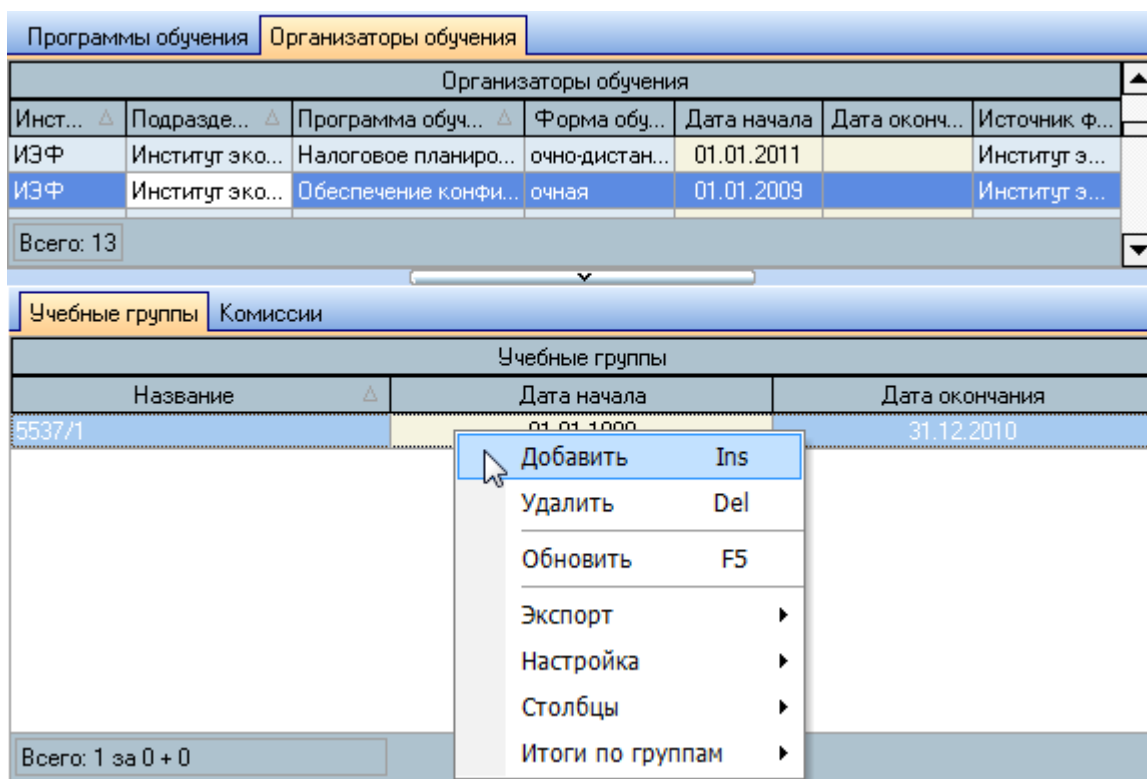 Программы обучения Организаторы обучения
Организаторы обучения
Инст... Подразде... Программа обуч... Форма обу... Дата начала Дата оконч... Источник ф...
ИЭФ Институт эко... Налоговое планиро... очно-дистан... 01.01.2011 Институт э...
ИЭФ Институт эко... Обеспечение конфи... очная 01.01.2009 Институт э...
Всего: 13
Учебные группы Комиссии
Учебные группы
Название Дата начала Дата окончания
5537/1 01.01.1900 31.12.2010
Добавить Ins
Удалить Del
Обновить F5
Экспорт
Настройка
Столбцы
Итоги по группам
Всего: 1 за 0 + 0